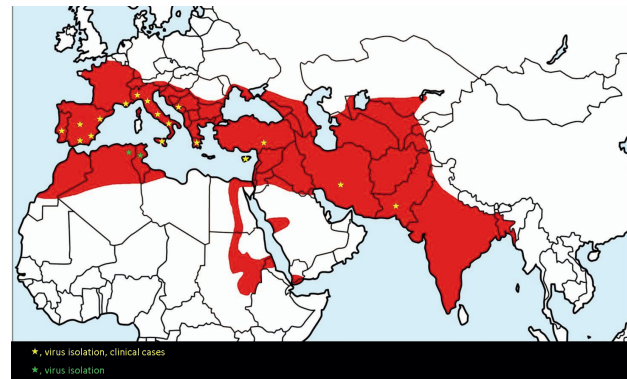 ★, virus isolation, clinical cases
★, virus isolation